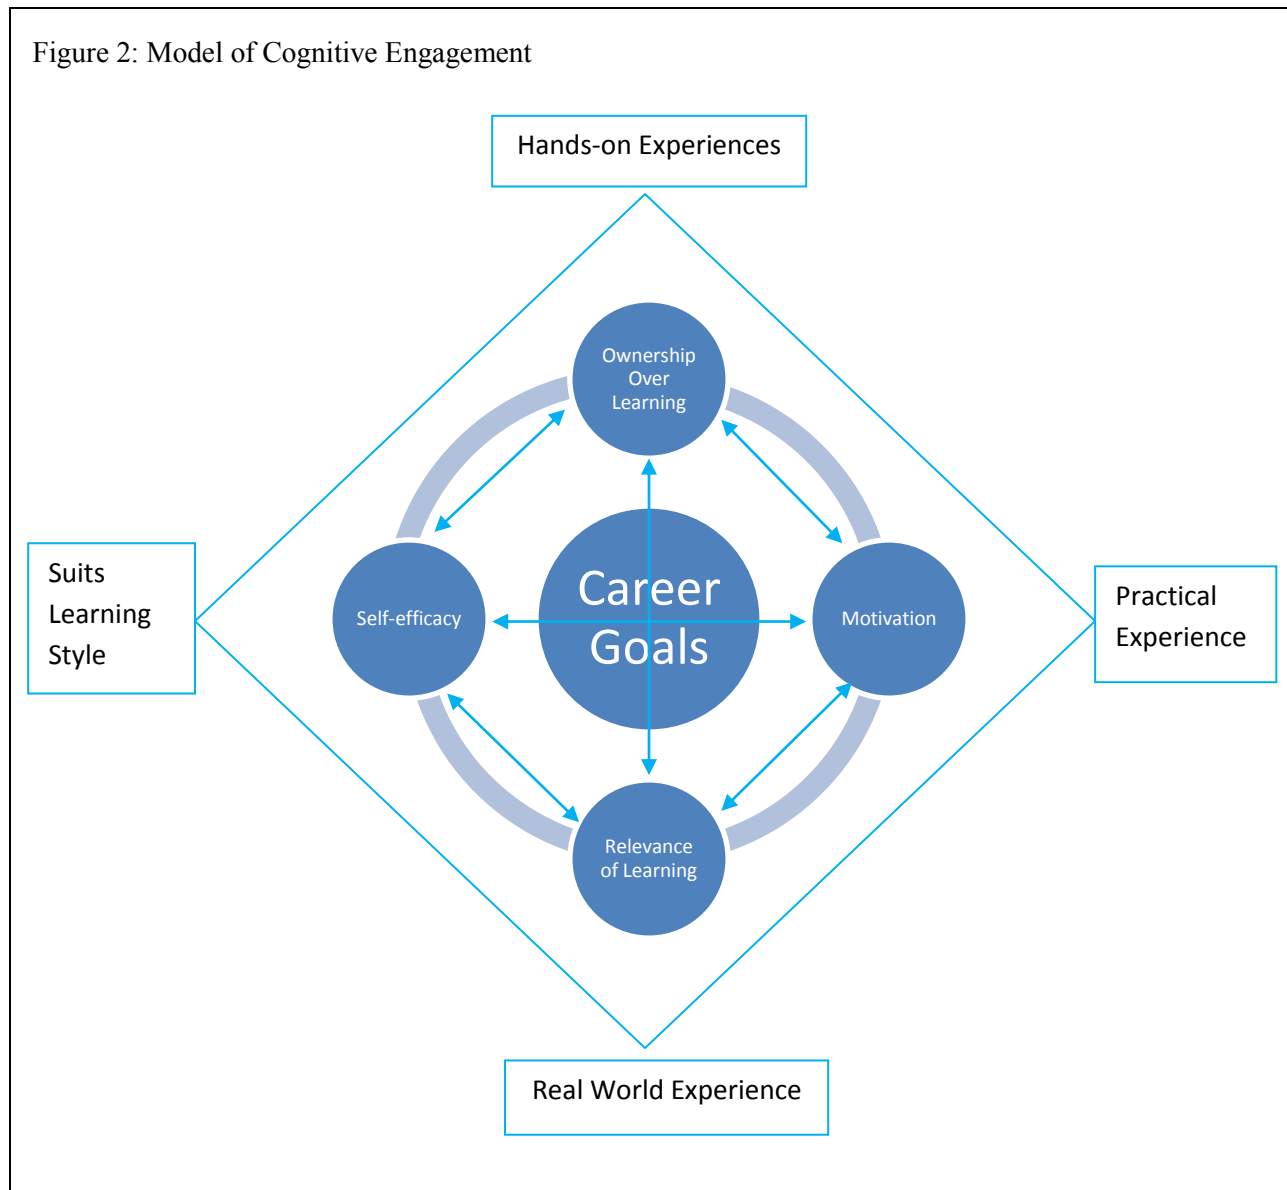 Figure 2: Model of Cognitive Engagement
Hands-on Experiences
Ownership
Over
Learning
Suits
Learning
Style
Self-efficacy
Career
Goals
Motivation
Practical
Experience
Relevance
of Learning
Real World Experience